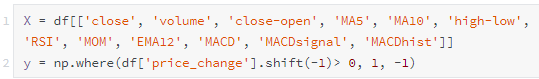 1 X = df[['close', 'volume', 'close-open', 'MA5', 'MA10', 'high-low',
'RSI', 'MOM', 'EMA12', 'MACD', 'MACDsignal', 'MACDhist']]
2 y = np.where(df['price_change'].shift(-1)> 0, 1, -1)